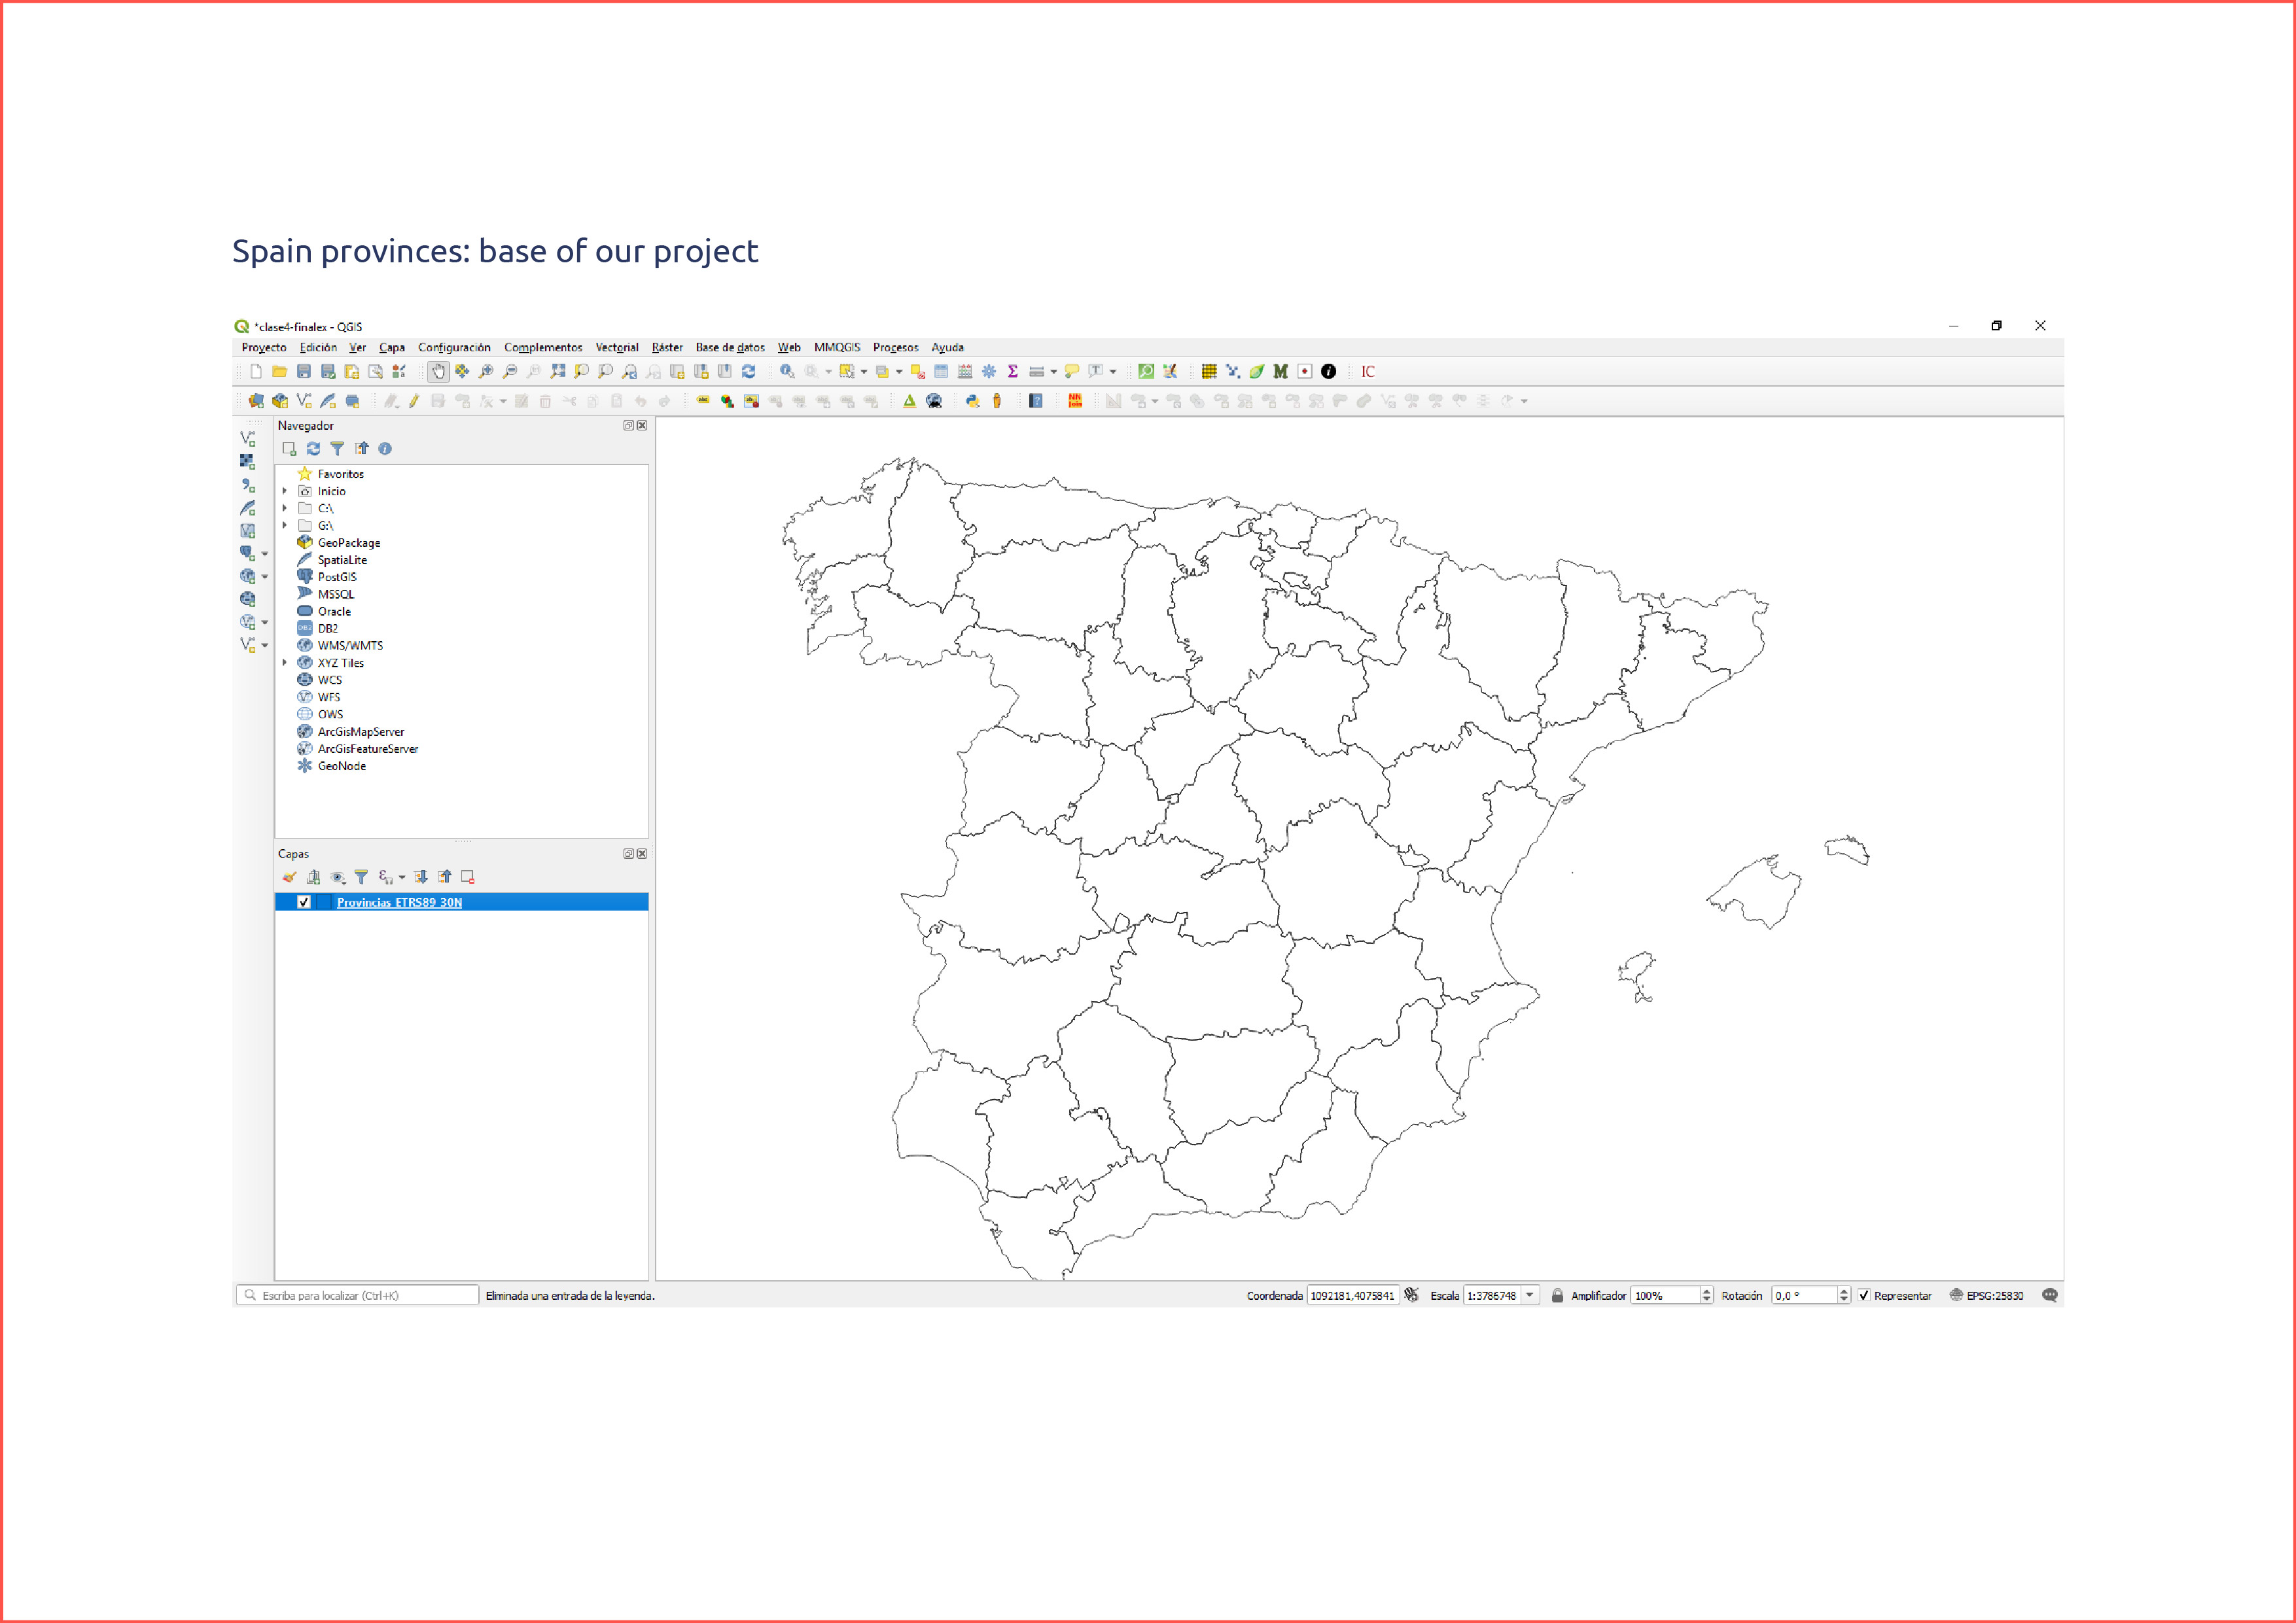 Spain provinces: base of our project
*clase4-finalex - QGIS
Proyecto Edición Ver Capa Configuración Complementos Vectorial Ráster Base de datos Web MMQGIS Procesos Ayuda
IC
Navegador
Favoritos
Inicio
C:\
G:\
GeoPackage
SpatiaLite
PostGIS
MSSQL
Oracle
DB2
WMS/WMTS
XYZ Tiles
WCS
WFS
OWS
ArcGisMapServer
ArcGisFeatureServer
GeoNode
Capas
Provincias_ETRS89_30N
Escriba para localizar (Ctrl+K) Eliminada una entrada de la leyenda. Coordenada 1092181,4075841 Escala 1:3786748 Amplificador 100% Rotación 0,0 ° Representar EPSG:25830